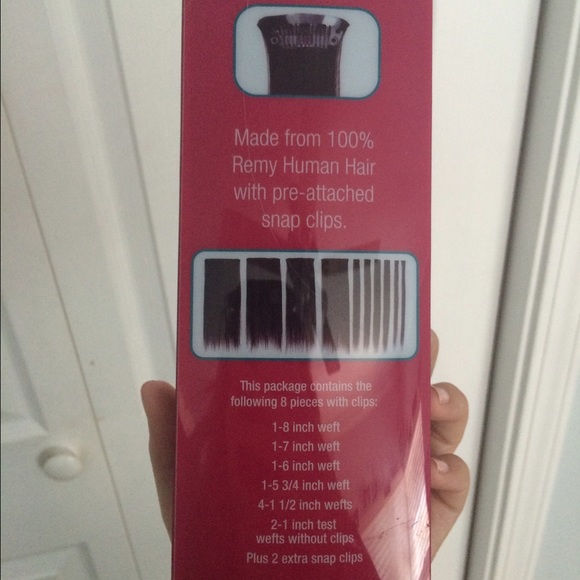 Made from 100%
Remy Human Hair
with pre-attached
snap clips.
This package contains the
following 8 pieces with clips:
1-8 inch weft
1-7 inch weft
1-6 inch weft
1-5 3/4 inch weft
4-1 1/2 inch wefts
2-1 inch test
wefts without clips
Plus 2 extra snap clips